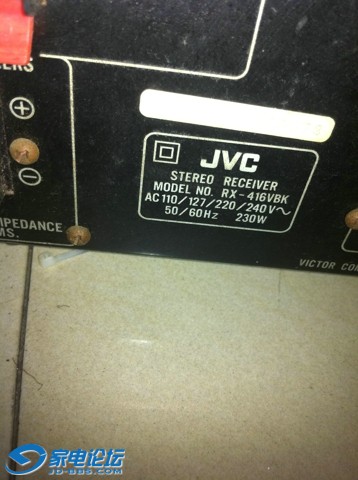 ERS
+
−
MPEDANCE
MS.
JVC
STEREO RECEIVER
MODEL NO. RX-416VBK
AC110/127/220/240V~
50/60Hz 230W
VICTOR CO
家电论坛
JD-BBS.COM